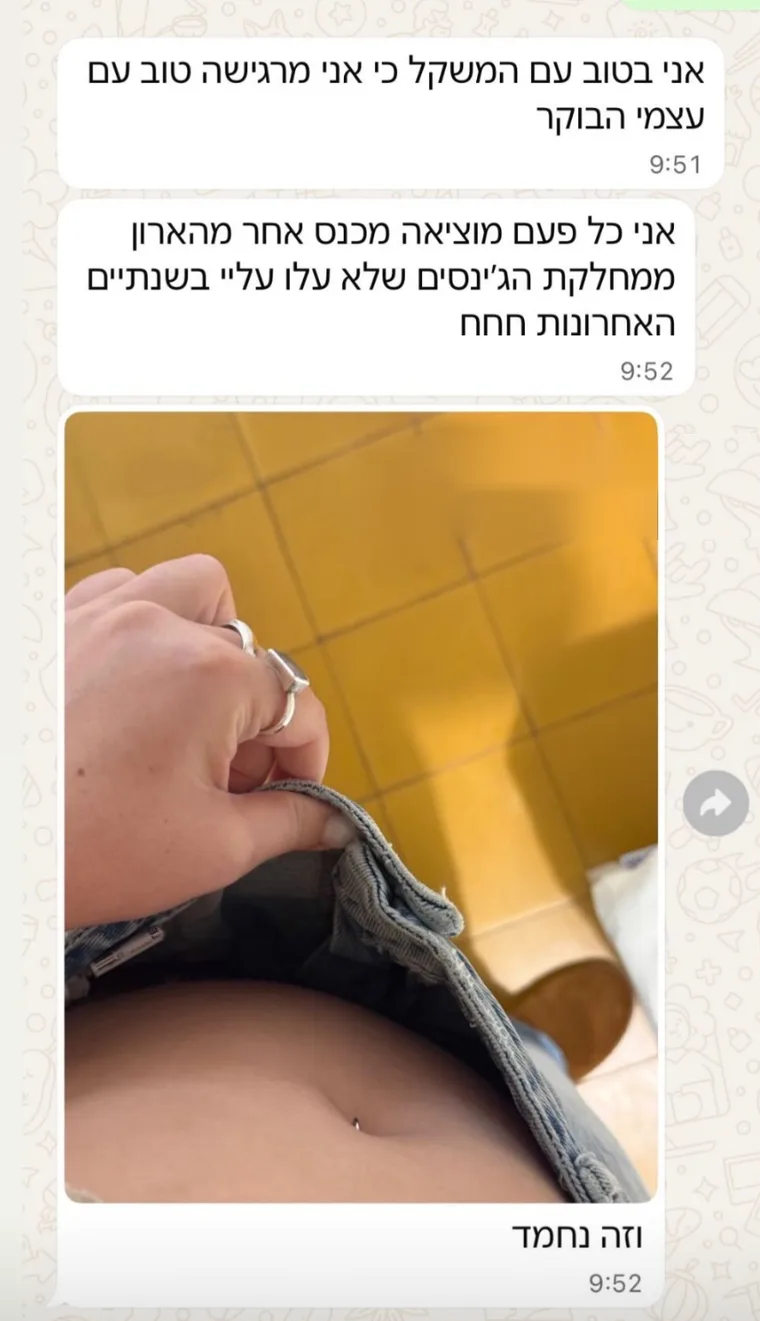 אני בטוב עם המשקל כי אני מרגישה טוב עם
עצמי הבוקר
9:51
אני כל פעם מוציאה מכנס אחר מהארון
ממחלקת הג'ינסים שלא עלו עליי בשנתיים
האחרונות חחח
9:52
וזה נחמד
9:52